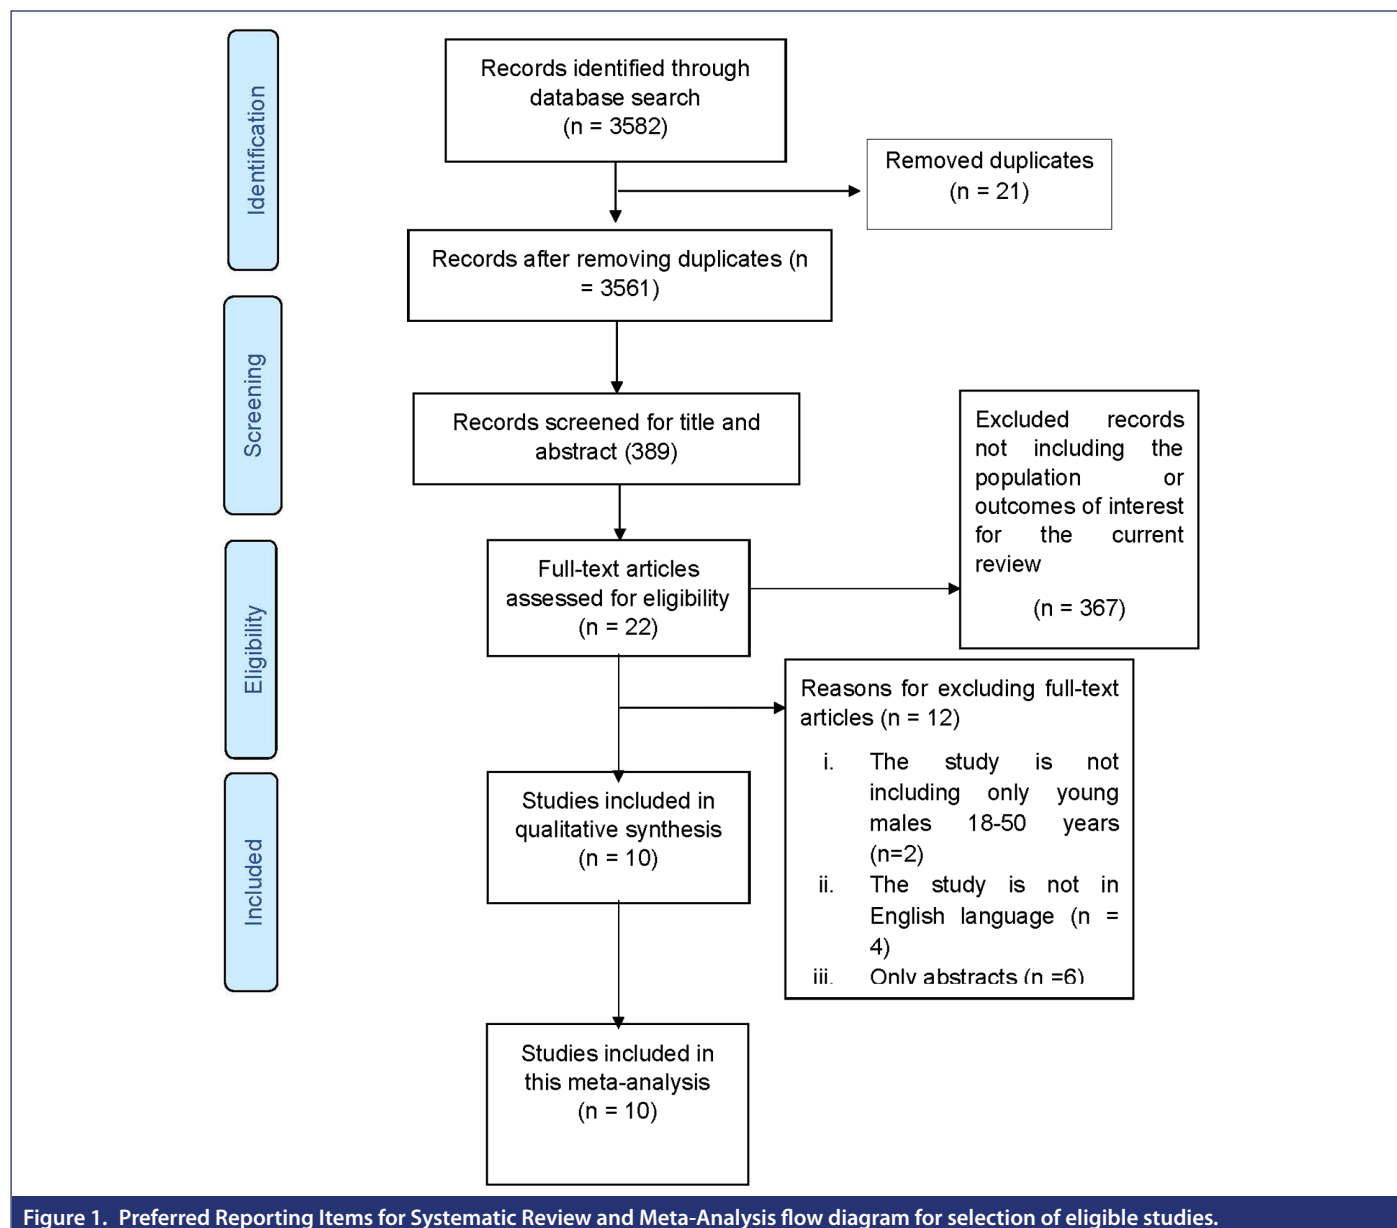 Identification
Records identified through
database search
(n = 3582)
Removed duplicates
(n = 21)
Records after removing duplicates (n
= 3561)
Screening
Records screened for title and
abstract (389)
Excluded records
not including the
population or
outcomes of interest
for the current
review
(n = 367)
Eligibility
Full-text articles
assessed for eligibility
(n = 22)
Reasons for excluding full-text
articles (n = 12)
i. The study is not
including only young
males 18-50 years
(n=2)
ii. The study is not in
English language (n =
4)
iii. Only abstracts (n =6)
Included
Studies included in
qualitative synthesis
(n = 10)
Studies included in
this meta-analysis
(n = 10)
Figure 1. Preferred Reporting Items for Systematic Review and Meta-Analysis flow diagram for selection of eligible studies.